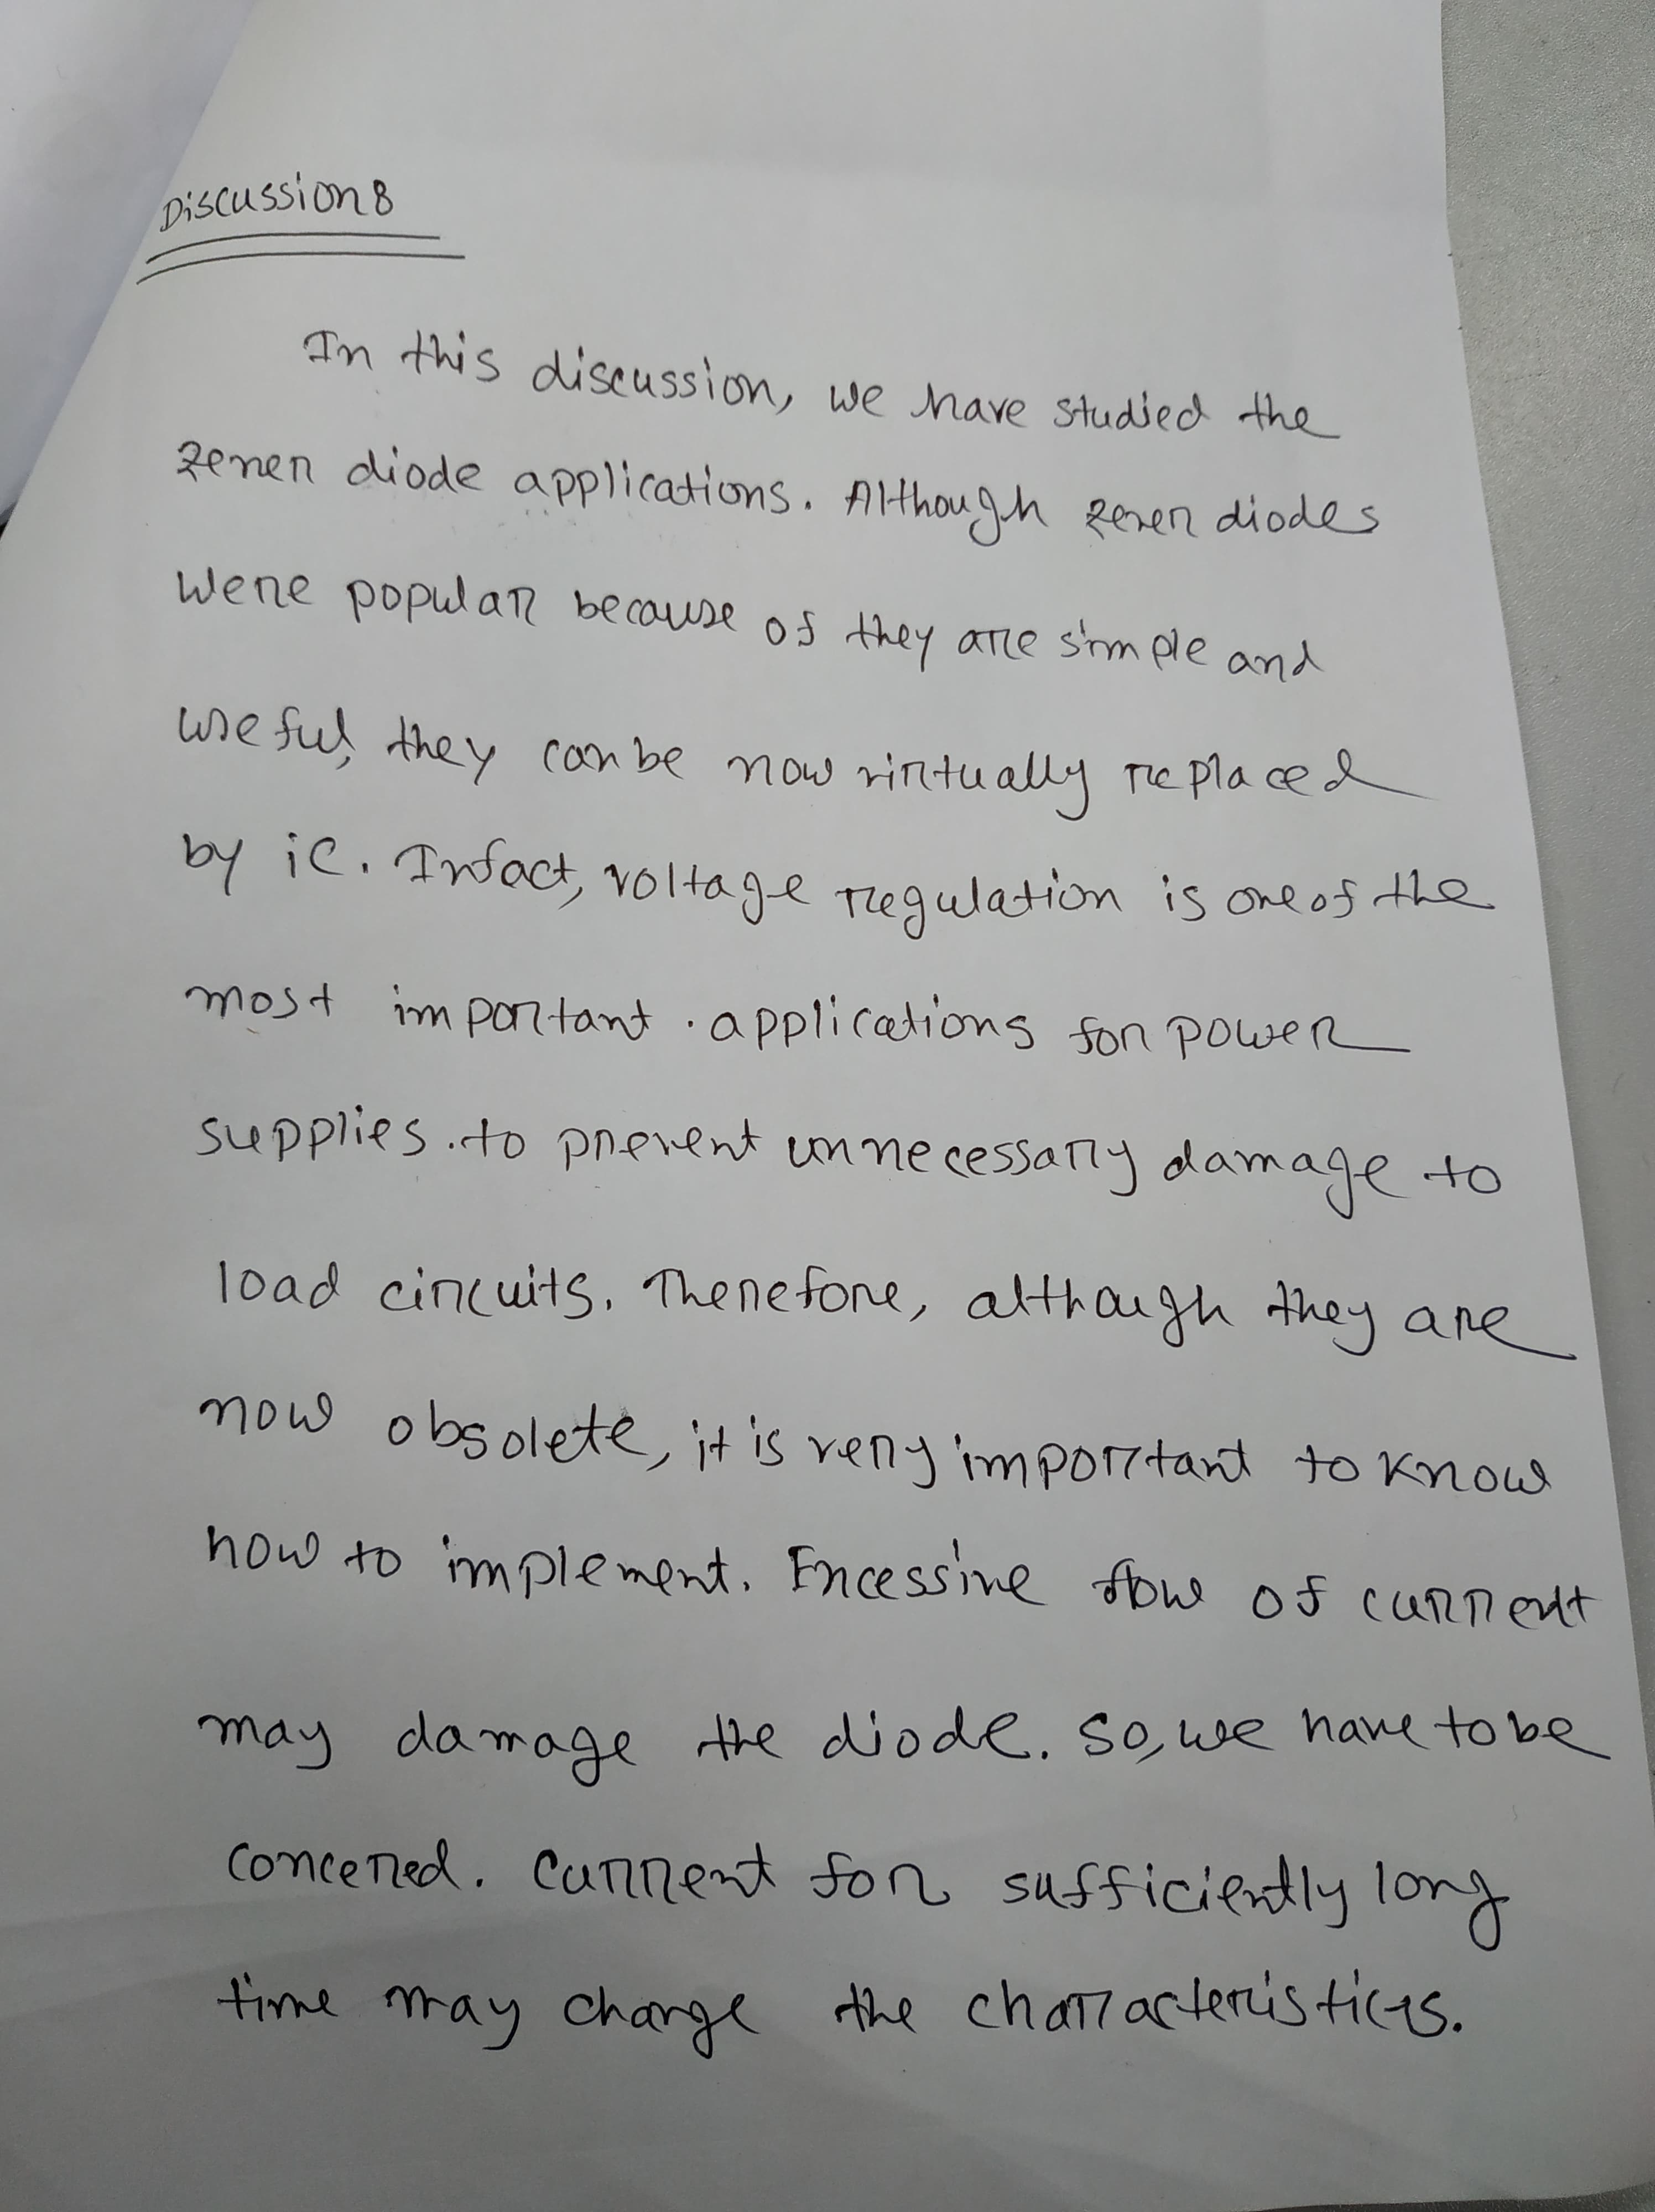 Discussion:
In this discussion, we have studied the
zener diode applications. Although zener diodes
were popular because of they are simple and
useful, they can be now virtually replaced
by ic. Infact, voltage regulation is one of the
most important . applications for power
supplies. to prevent unnecessary damage to
load circuits. Therefore, although they are
now obsolete, it is very important to know
how to implement. Excessive flow of current
may damage the diode. So, we have to be
concered. Current for sufficiently long
time may change the characteristics.